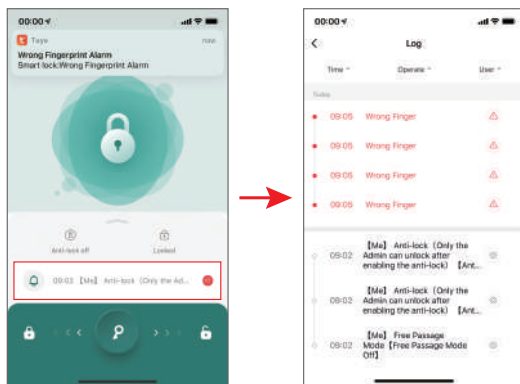 00:00
Tuya now
Wrong Fingerprint Alarm
Smart lock:Wrong Fingerprint Alarm
Anti-lock off Locked
09:02 【Me】 Anti-lock (Only the Ad...
00:00
Log
Time Operate User
Today
09:05 Wrong Finger
09:05 Wrong Finger
09:05 Wrong Finger
09:05 Wrong Finger
【Me】 Anti-lock (Only the
09:02 Admin can unlock after
enabling the anti-lock) 【Ant...
【Me】 Anti-lock (Only the
09:02 Admin can unlock after
enabling the anti-lock) 【Ant...
【Me】 Free Passage
09:02 Mode【Free Passage Mode
Off】